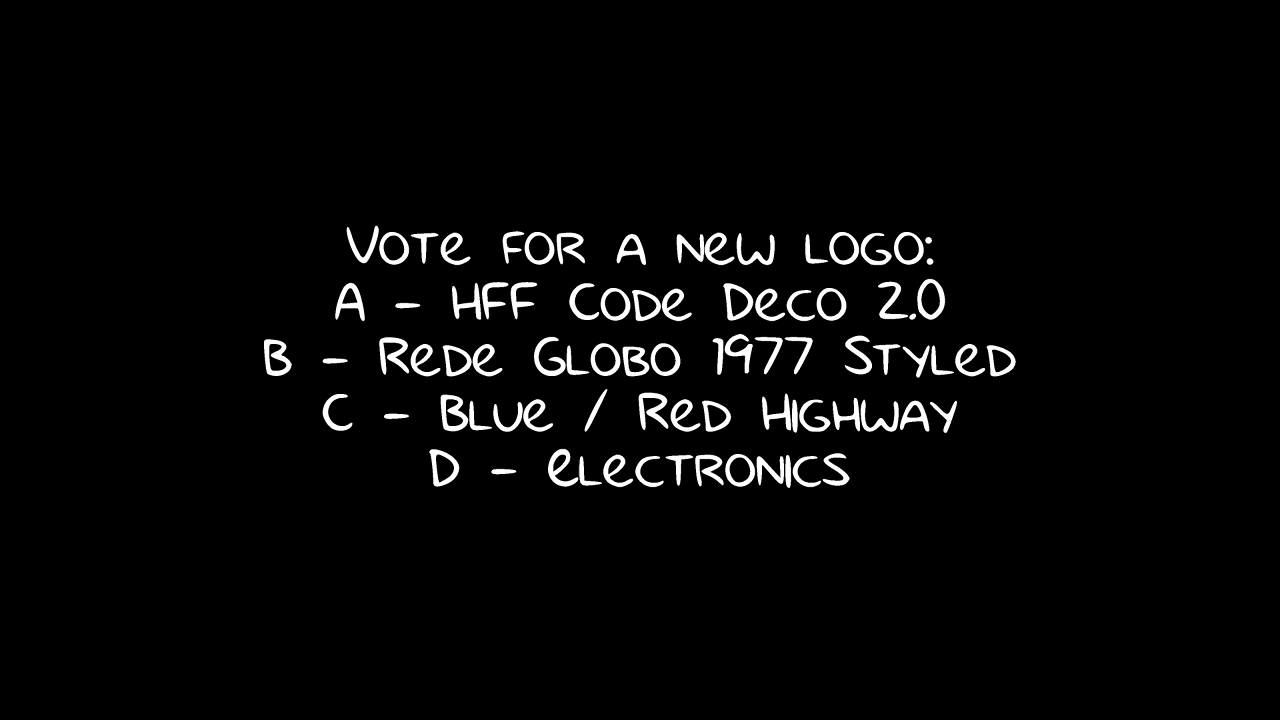 Vote for a new logo:
A - HFF Code Deco 2.0
B - Rede Globo 1977 Styled
C - Blue / Red Highway
D - Electronics